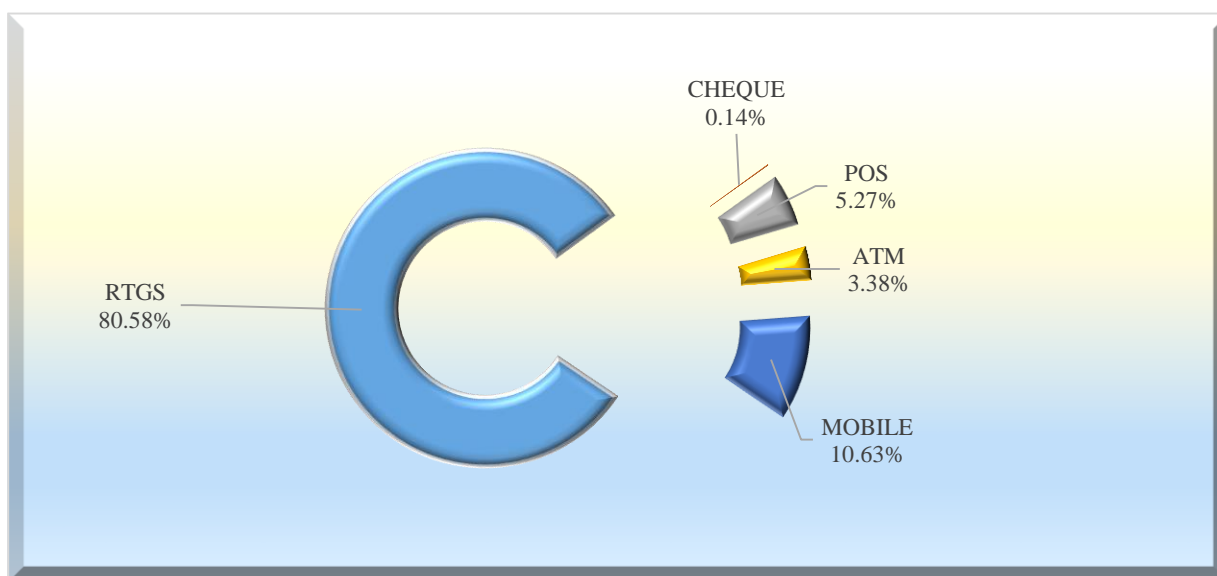 CHEQUE
0.14%
POS
5.27%
ATM
3.38%
RTGS
80.58%
MOBILE
10.63%